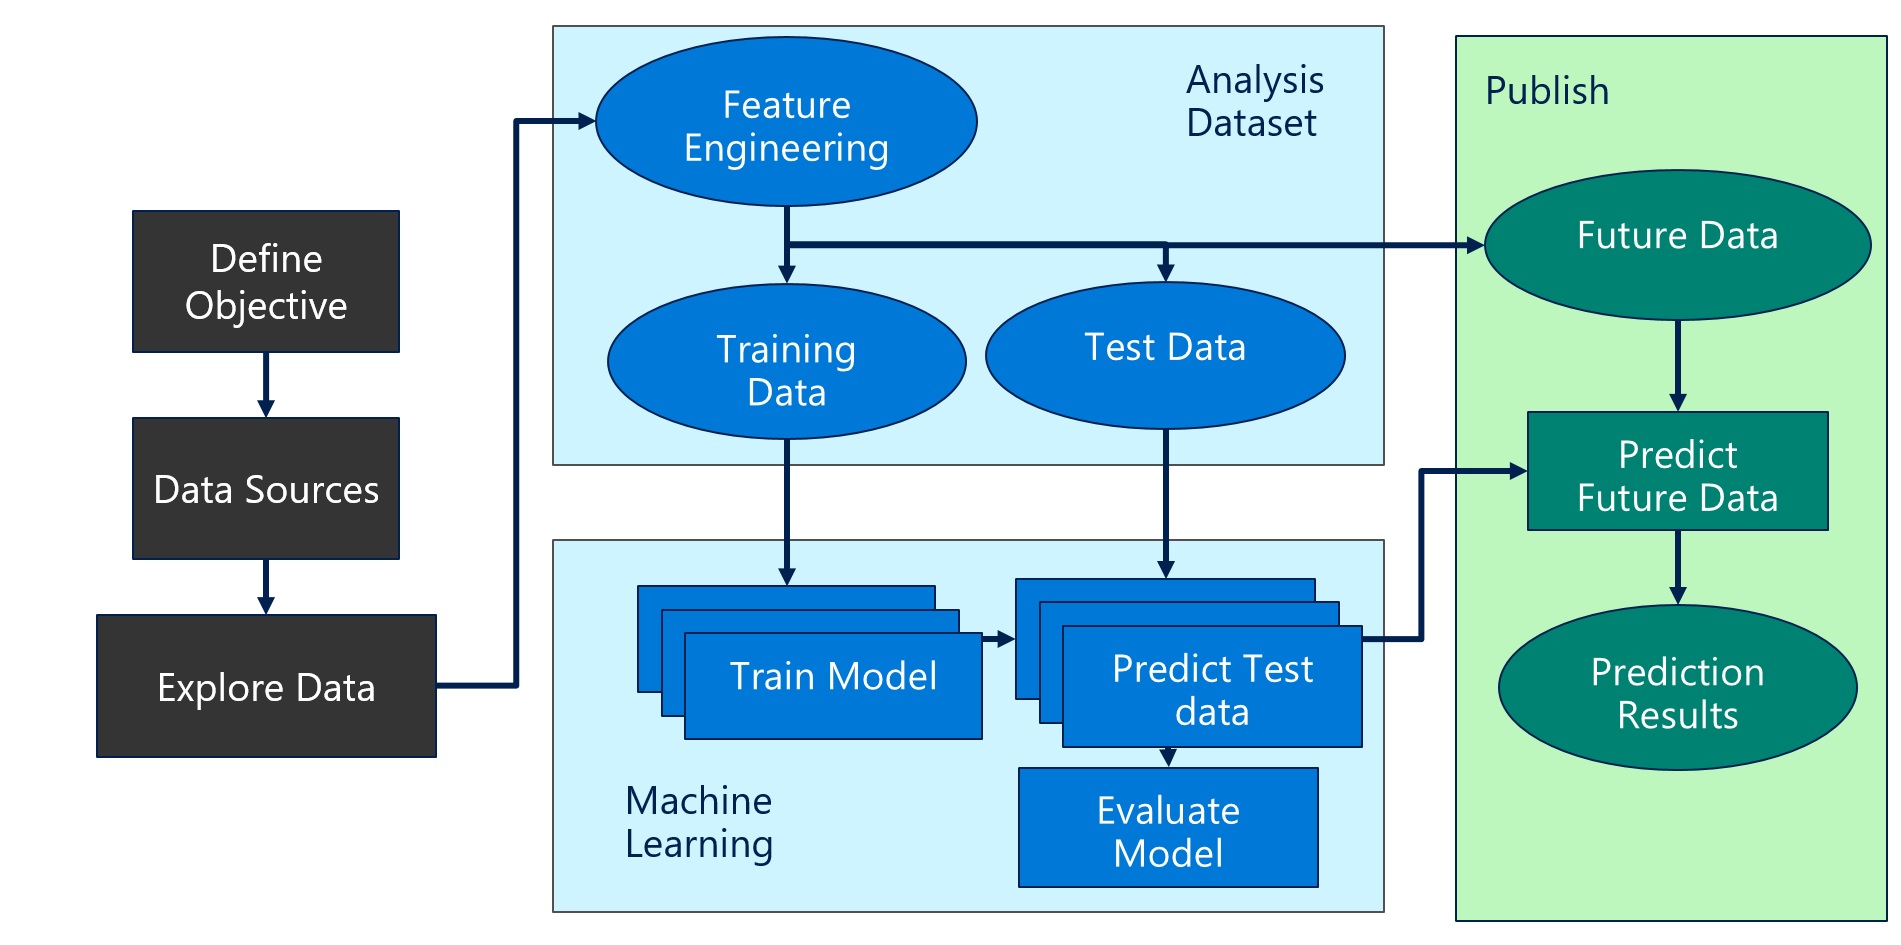 Define
Objective
Data Sources
Explore Data
Feature
Engineering
Analysis
Dataset
Training
Data
Test Data
Train Model
Predict Test
data
Evaluate
Model
Machine
Learning
Publish
Future Data
Predict
Future Data
Prediction
Results